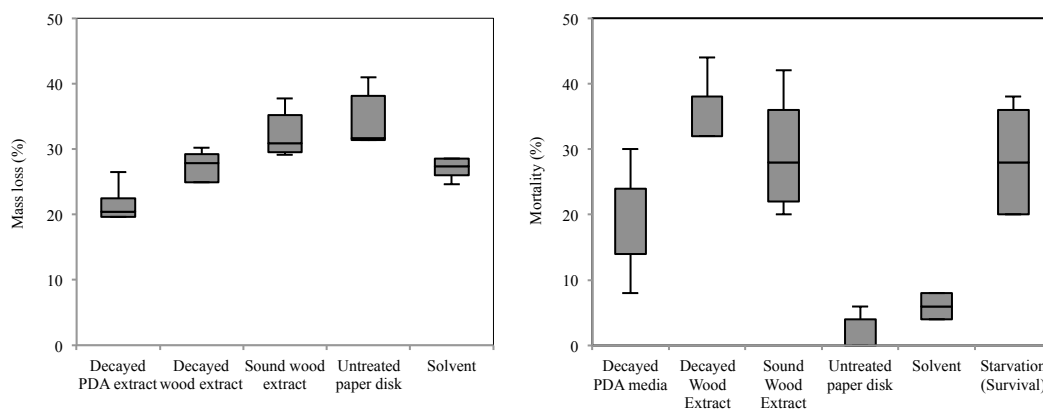 50
40
30
20
10
0
Mass loss (%)
Decayed Decayed Sound wood Untreated Solvent
PDA extract wood extract extract paper disk
50
40
30
20
10
0
Mortality (%)
Decayed Decayed Sound Untreated Solvent Starvation
PDA media Wood Wood paper disk (Survival)
Extract Extract